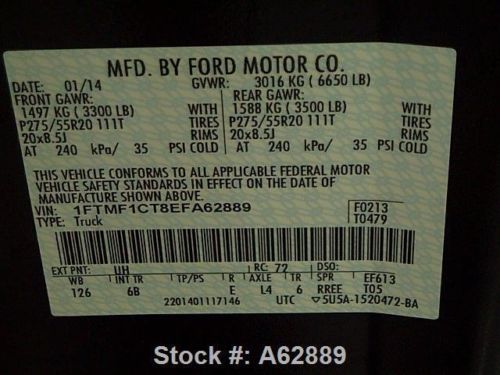 MFD. BY FORD MOTOR CO.
DATE: 01/14 GVWR: 3016 KG ( 6650 LB)
FRONT GAWR: REAR GAWR:
1497 KG ( 3300 LB) WITH 1588 KG ( 3500 LB) WITH
P275/55R20 111T TIRES P275/55R20 111T TIRES
20x8.5J RIMS 20x8.5J RIMS
AT 240 kPa/ 35 PSI COLD AT 240 kPa/ 35 PSI COLD
THIS VEHICLE CONFORMS TO ALL APPLICABLE FEDERAL MOTOR
VEHICLE SAFETY STANDARDS IN EFFECT ON THE DATE OF
MANUFACTURE SHOWN ABOVE.
VIN: 1FTMF1CT8EFA62889 F0213
TYPE: Truck T0479
EXT PNT: UH RC: 72 DSO:
WB INT TR TP/PS R AXLE TR SPR EF613
126 6B E L4 6 RREE T05
2201401117146 UTC ▽5U5A-1520472-BA
Stock #: A62889